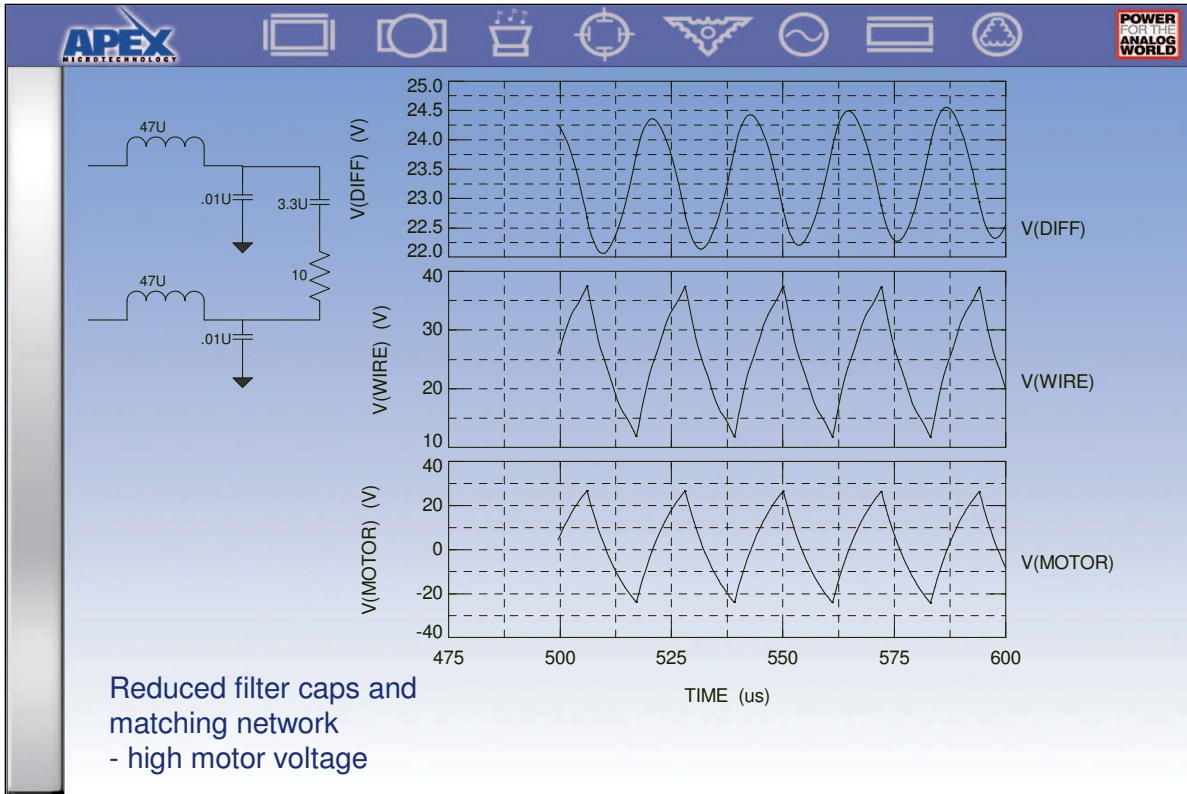 APEX
MICROTECHNOLOGY
POWER
FOR THE
ANALOG
WORLD
47U
.01U
3.3U
10
47U
.01U
V(DIFF) (V)
25.0
24.5
24.0
23.5
23.0
22.5
22.0
V(DIFF)
V(WIRE) (V)
40
30
20
10
V(WIRE)
V(MOTOR) (V)
40
20
0
-20
-40
V(MOTOR)
475 500 525 550 575 600
TIME (us)
Reduced filter caps and
matching network
- high motor voltage